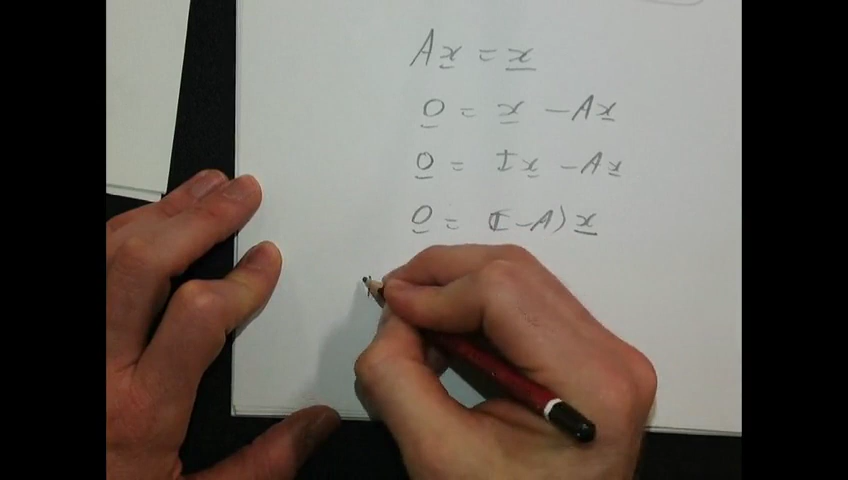 Ax = x
0 = x - Ax
0 = Ix - Ax
0 = (I - A) x